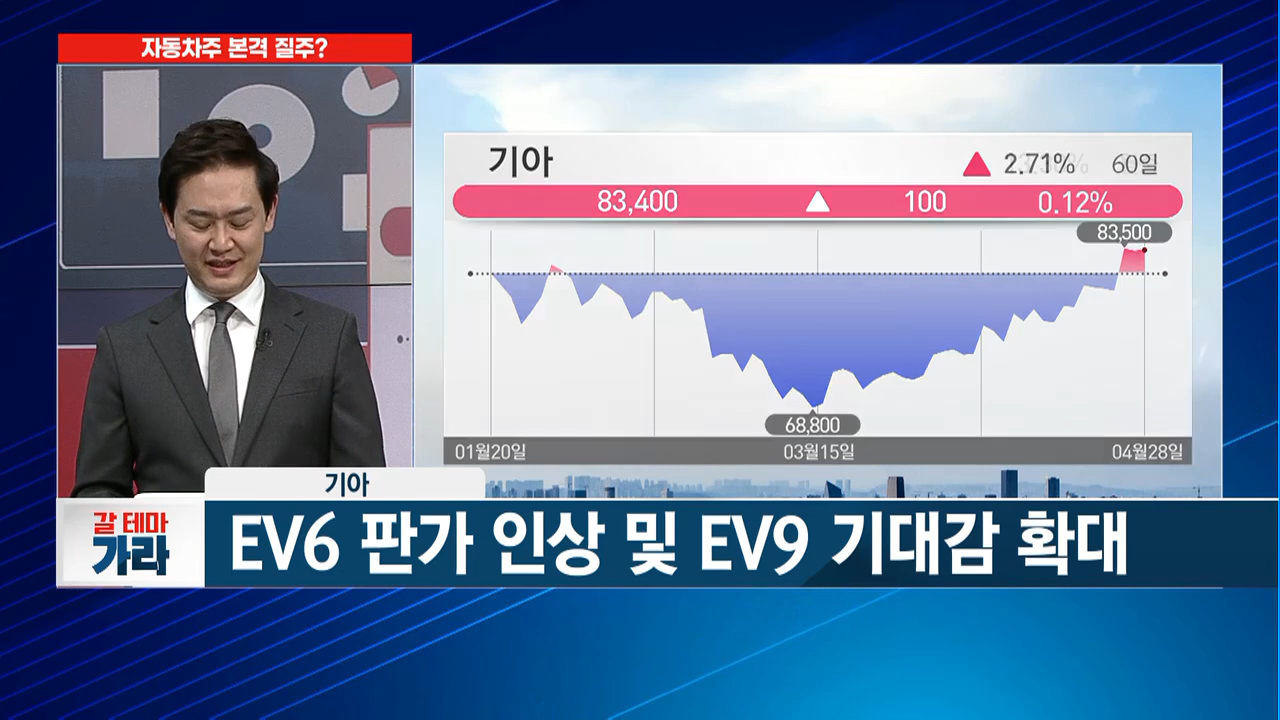 자동차주 본격 질주?
기아
▲ 2.71% 60일
83,400 ▲ 100 0.12%
83,500
68,800
01월20일 03월15일 04월28일
기아
갈 테마
가라
EV6 판가 인상 및 EV9 기대감 확대